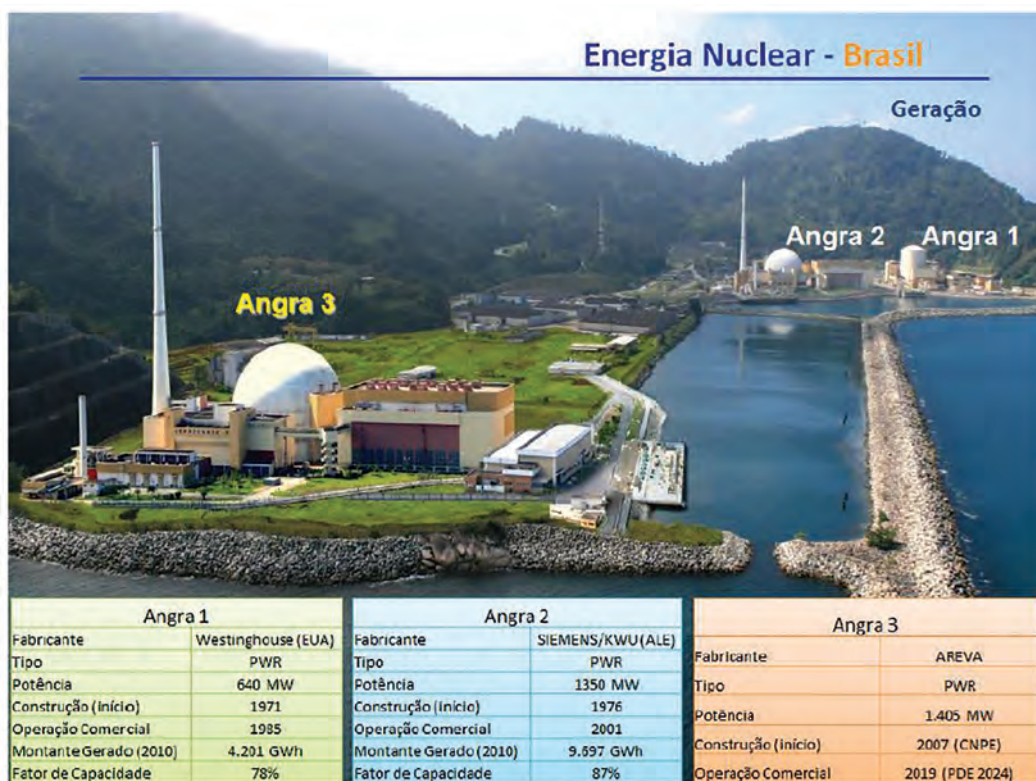 Energia Nuclear - Brasil
Geração
Angra 2 Angra 1
Angra 3
Angra 1
Fabricante Westinghouse (EUA)
Tipo PWR
Potência 640 MW
Construção (início) 1971
Operação Comercial 1985
Montante Gerado (2010) 4.201 GWh
Fator de Capacidade 78%
Angra 2
Fabricante SIEMENS/KWU (ALE)
Tipo PWR
Potência 1350 MW
Construção (início) 1976
Operação Comercial 2001
Montante Gerado (2010) 9.697 GWh
Fator de Capacidade 87%
Angra 3
Fabricante AREVA
Tipo PWR
Potência 1.405 MW
Construção (início) 2007 (CNPE)
Operação Comercial 2019 (PDE 2024)